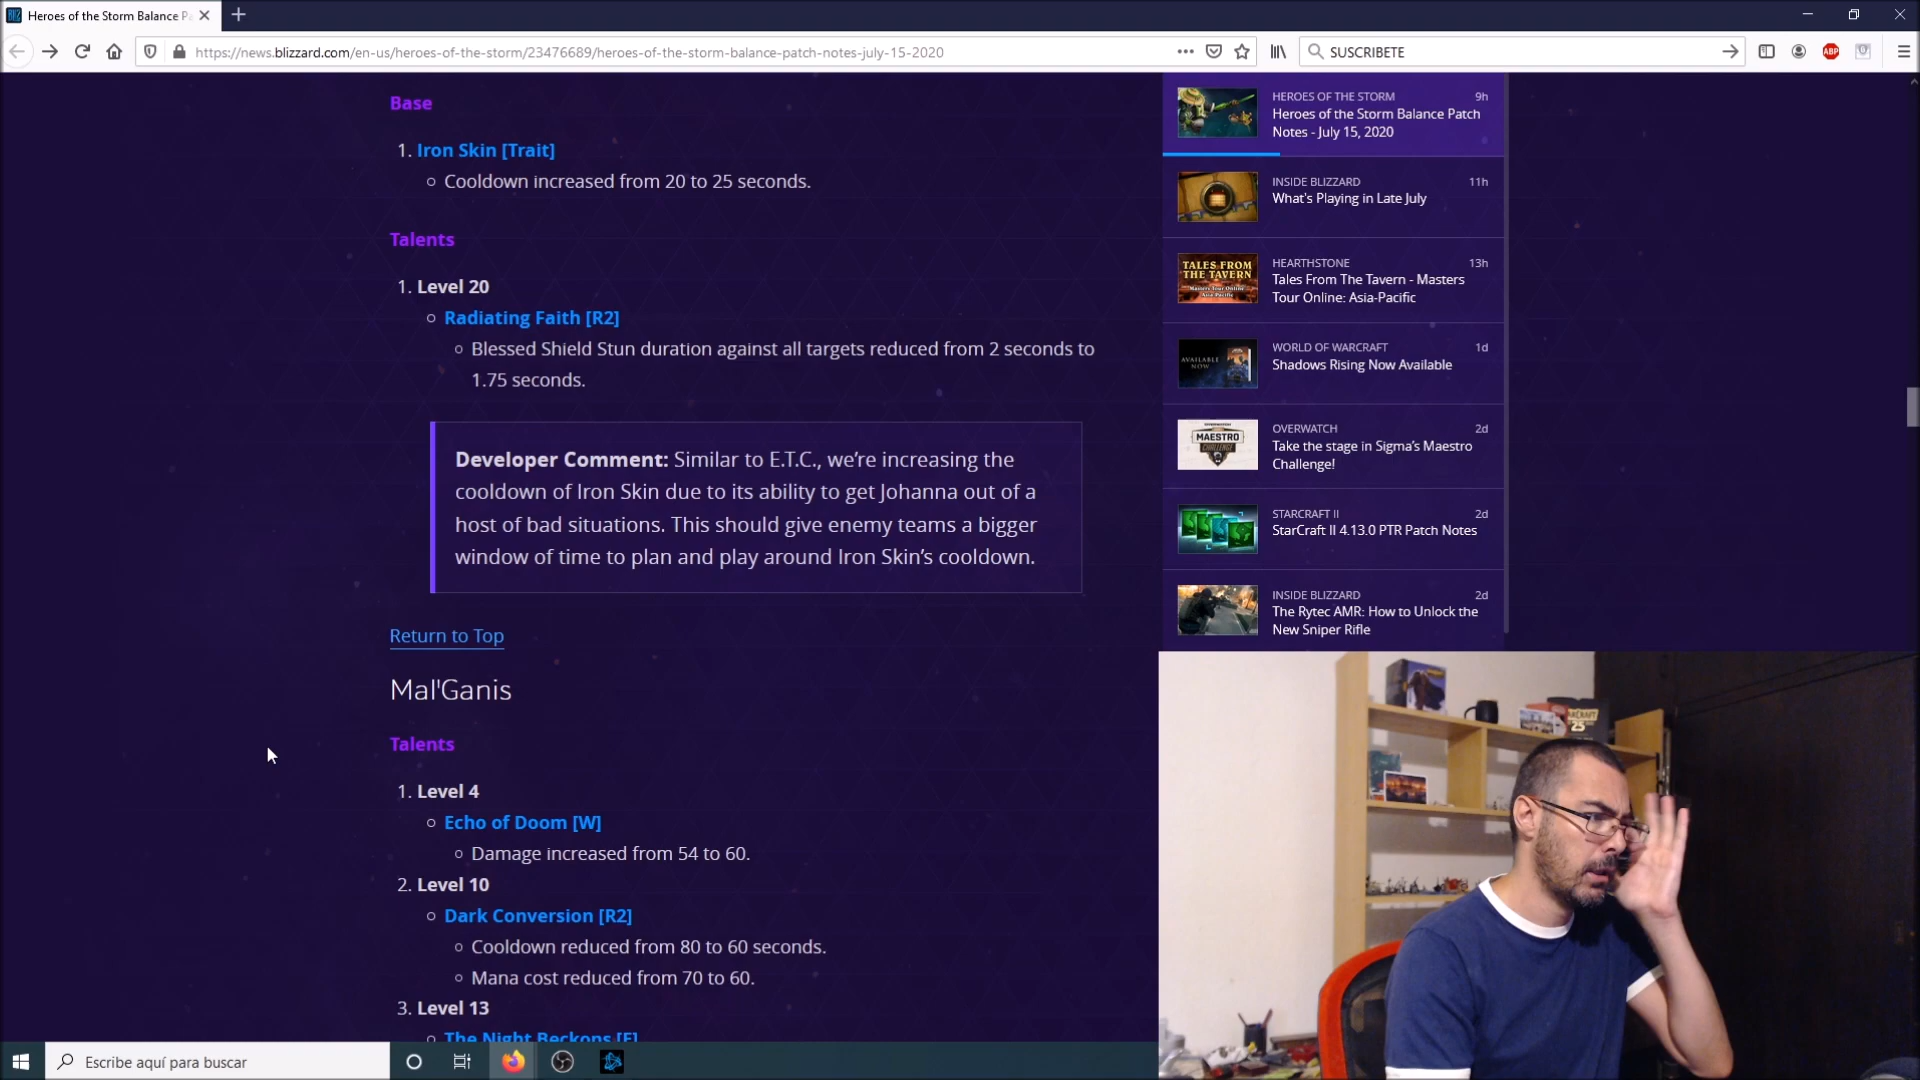 Heroes of the Storm Balance Pa
https://news.blizzard.com/en-us/heroes-of-the-storm/23476689/heroes-of-the-storm-balance-patch-notes-july-15-2020
SUSCRIBETE
ABP
Base
1. Iron Skin [Trait]
Cooldown increased from 20 to 25 seconds.
Talents
1. Level 20
Radiating Faith [R2]
Blessed Shield Stun duration against all targets reduced from 2 seconds to
1.75 seconds.
Developer Comment: Similar to E.T.C., we’re increasing the
cooldown of Iron Skin due to its ability to get Johanna out of a
host of bad situations. This should give enemy teams a bigger
window of time to plan and play around Iron Skin’s cooldown.
Return to Top
Mal'Ganis
Talents
1. Level 4
Echo of Doom [W]
Damage increased from 54 to 60.
2. Level 10
Dark Conversion [R2]
Cooldown reduced from 80 to 60 seconds.
Mana cost reduced from 70 to 60.
3. Level 13
The Night Beckons [E]
HEROES OF THE STORM 9h
Heroes of the Storm Balance Patch
Notes - July 15, 2020
INSIDE BLIZZARD 11h
What's Playing in Late July
TALES FROM
THE TAVERN
HEARTHSTONE 13h
Tales From The Tavern - Masters
Tour Online: Asia-Pacific
AVAILABLE
NOW
WORLD OF WARCRAFT 1d
Shadows Rising Now Available
MAESTRO
CHALLENGE
OVERWATCH 2d
Take the stage in Sigma’s Maestro
Challenge!
STARCRAFT II 2d
StarCraft II 4.13.0 PTR Patch Notes
INSIDE BLIZZARD 2d
The Rytec AMR: How to Unlock the
New Sniper Rifle
Escribe aquí para buscar